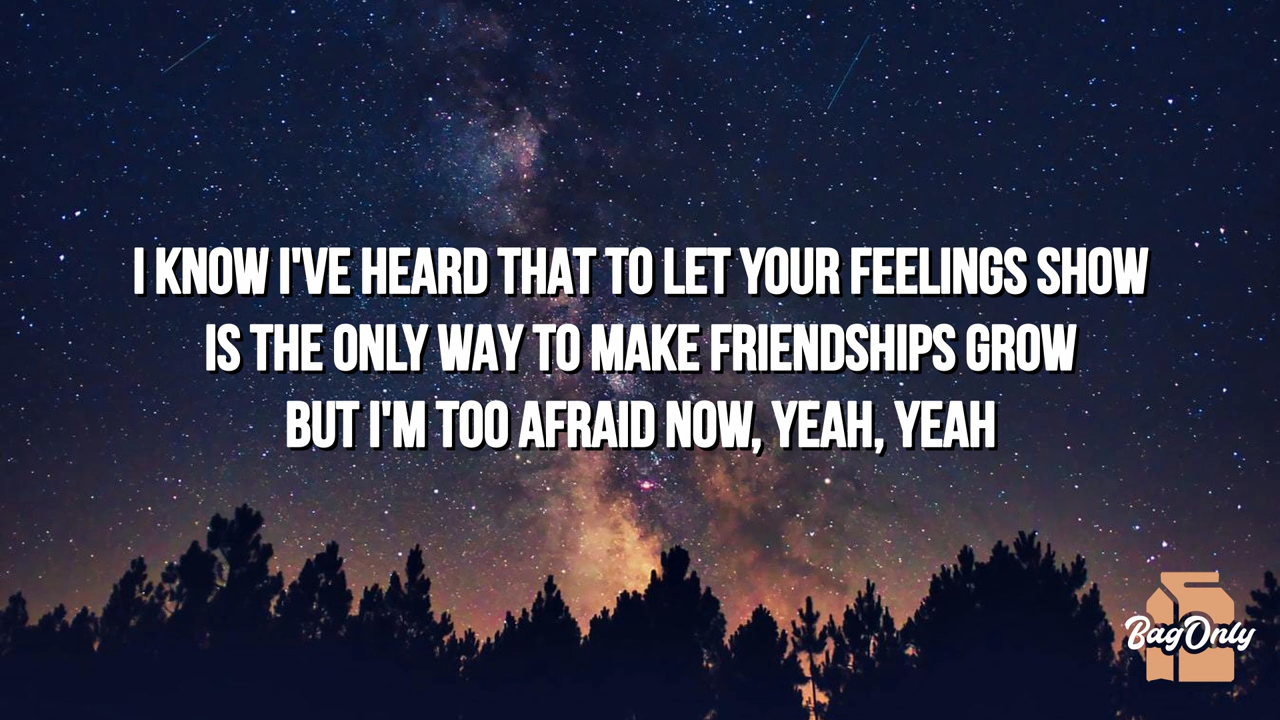 I KNOW I'VE HEARD THAT TO LET YOUR FEELINGS SHOW
IS THE ONLY WAY TO MAKE FRIENDSHIPS GROW
BUT I'M TOO AFRAID NOW, YEAH, YEAH
BagOnly